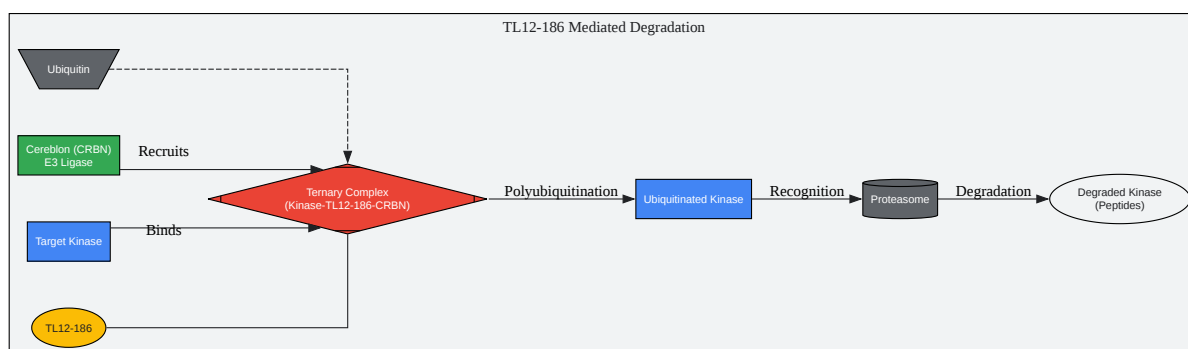 TL12-186 Mediated Degradation
Ubiquitin
Cereblon (CRBN)
E3 Ligase
Recruits
Target Kinase
Binds
TL12-186
Ternary Complex
(Kinase-TL12-186-CRBN)
Polyubiquitination
Ubiquitinated Kinase
Recognition
Proteasome
Degradation
Degraded Kinase
(Peptides)